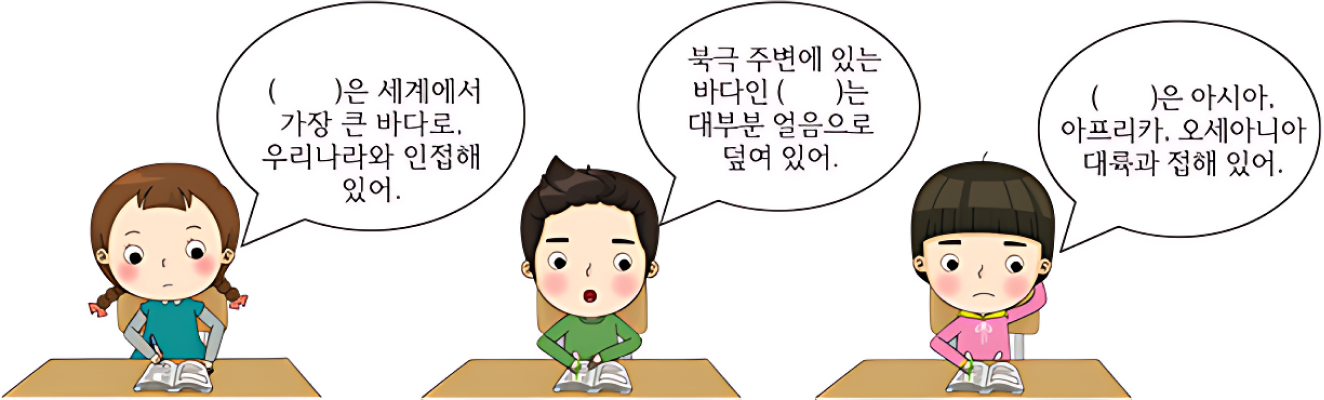 (        )은 세계에서
가장 큰 바다로,
우리나라와 인접해
있어.
북극 주변에 있는
바다인 (        )는
대부분 얼음으로
덮여 있어.
(        )은 아시아,
아프리카, 오세아니아
대륙과 접해 있어.